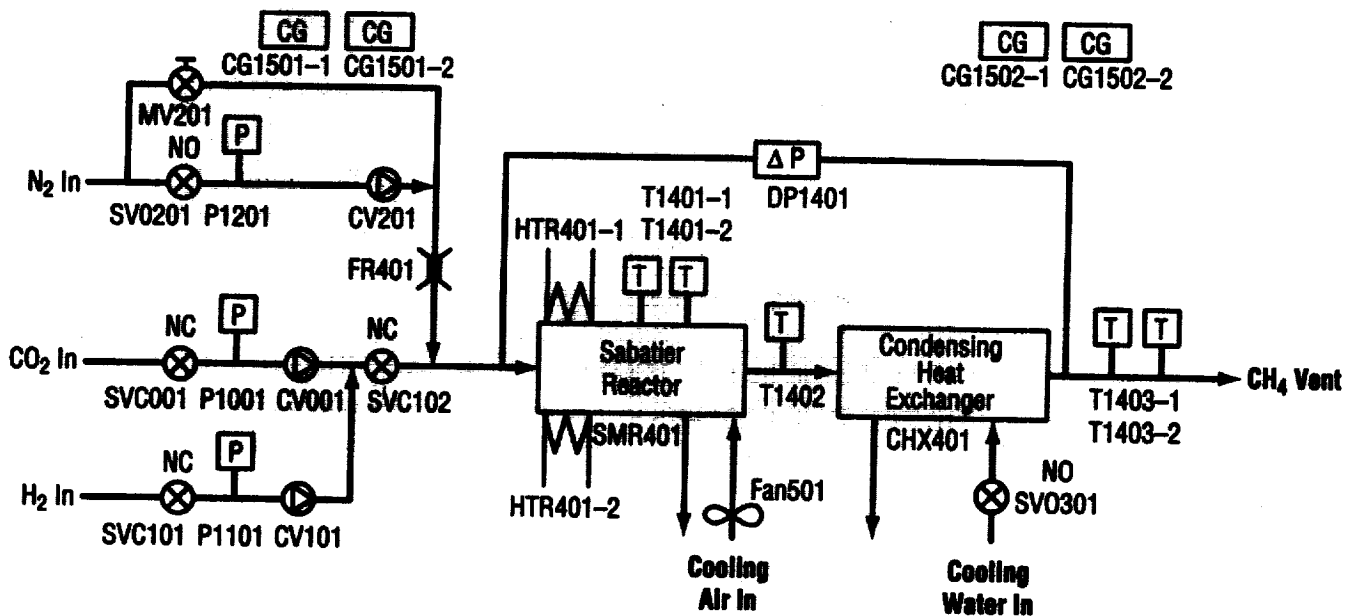 CG CG
CG1501-1 CG1501-2
CG CG
CG1502-1 CG1502-2
MV201
NO
P
N2 In
SV0201 P1201
CV201
ΔP
DP1401
T1401-1
T1401-2
HTR401-1
T T
FR401
NC
P
NC
CO2 In
SVC001 P1001 CV001
SVC102
Sabatier
Reactor
SMR401
T
T1402
Condensing
Heat
Exchanger
CHX401
T T
CH4 Vent
T1403-1
T1403-2
NC
P
H2 In
SVC101 P1101 CV101
HTR401-2
Fan501
Cooling
Air In
NO
SVO301
Cooling
Water In